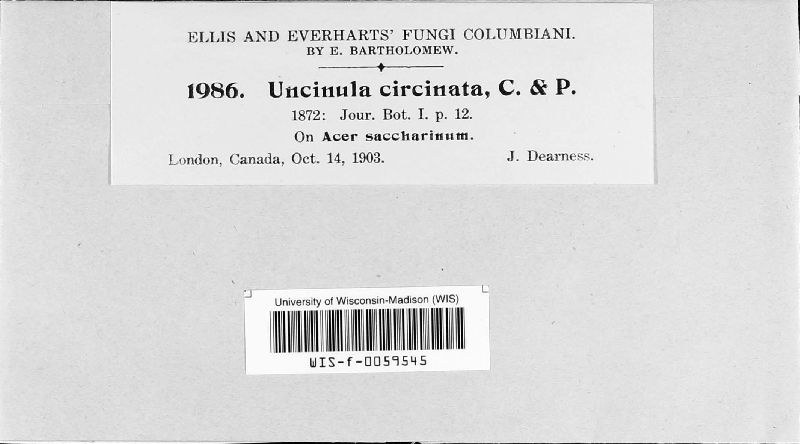 ELLIS AND EVERHARTS' FUNGI COLUMBIANI.
BY E. BARTHOLOMEW.
1986. Uncinula circinata, C. & P.
1872: Jour. Bot. I. p. 12.
On Acer saccharinum.
London, Canada, Oct. 14, 1903. J. Dearness.
University of Wisconsin-Madison (WIS)
WIS-f-0059545